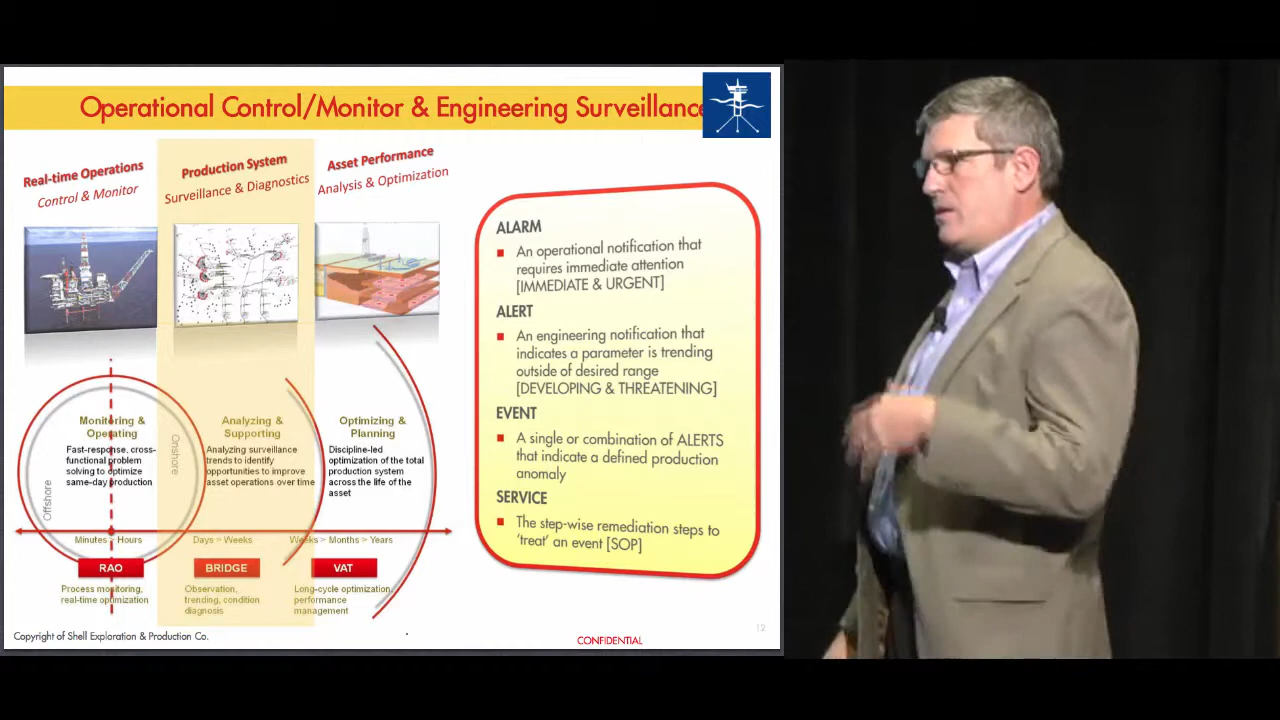 Operational Control/Monitor & Engineering Surveillance
Real-time Operations
Control & Monitor
Production System
Surveillance & Diagnostics
Asset Performance
Analysis & Optimization
Monitoring &
Operating
Fast-response, cross-
functional problem
solving to optimize
same-day production
Offshore
Onshore
Analyzing &
Supporting
Analyzing surveillance
trends to identify
opportunities to improve
asset operations over time
Optimizing &
Planning
Discipline-led
optimization of the total
production system
across the life of the
asset
Minutes > Hours
Days > Weeks
Weeks > Months > Years
RAO
BRIDGE
VAT
Process monitoring,
real-time optimization
Observation,
trending, condition
diagnosis
Long-cycle optimization,
performance
management
ALARM
An operational notification that
requires immediate attention
[IMMEDIATE & URGENT]
ALERT
An engineering notification that
indicates a parameter is trending
outside of desired range
[DEVELOPING & THREATENING]
EVENT
A single or combination of ALERTS
that indicate a defined production
anomaly
SERVICE
The step-wise remediation steps to
'treat' an event [SOP]
12
Copyright of Shell Exploration & Production Co.
CONFIDENTIAL